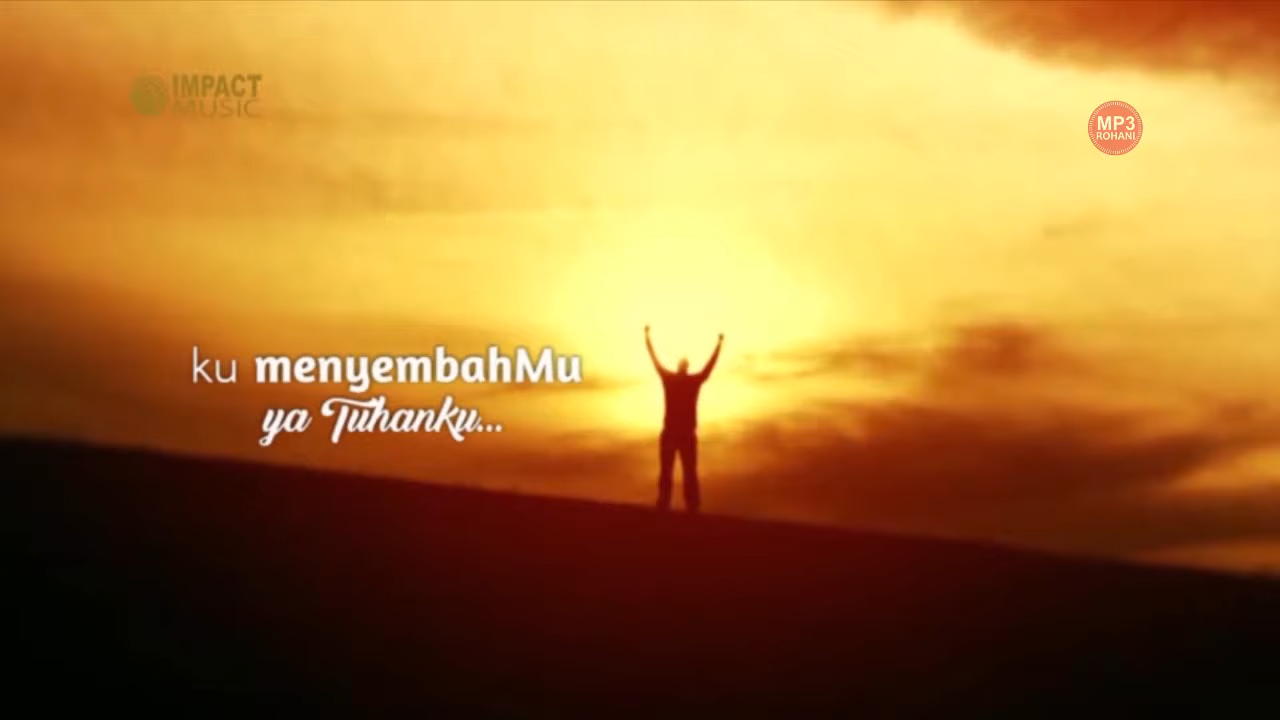 IMPACT
MUSIC
MP3
ROHANI
ku menyembahMu
ya Tuhanku...